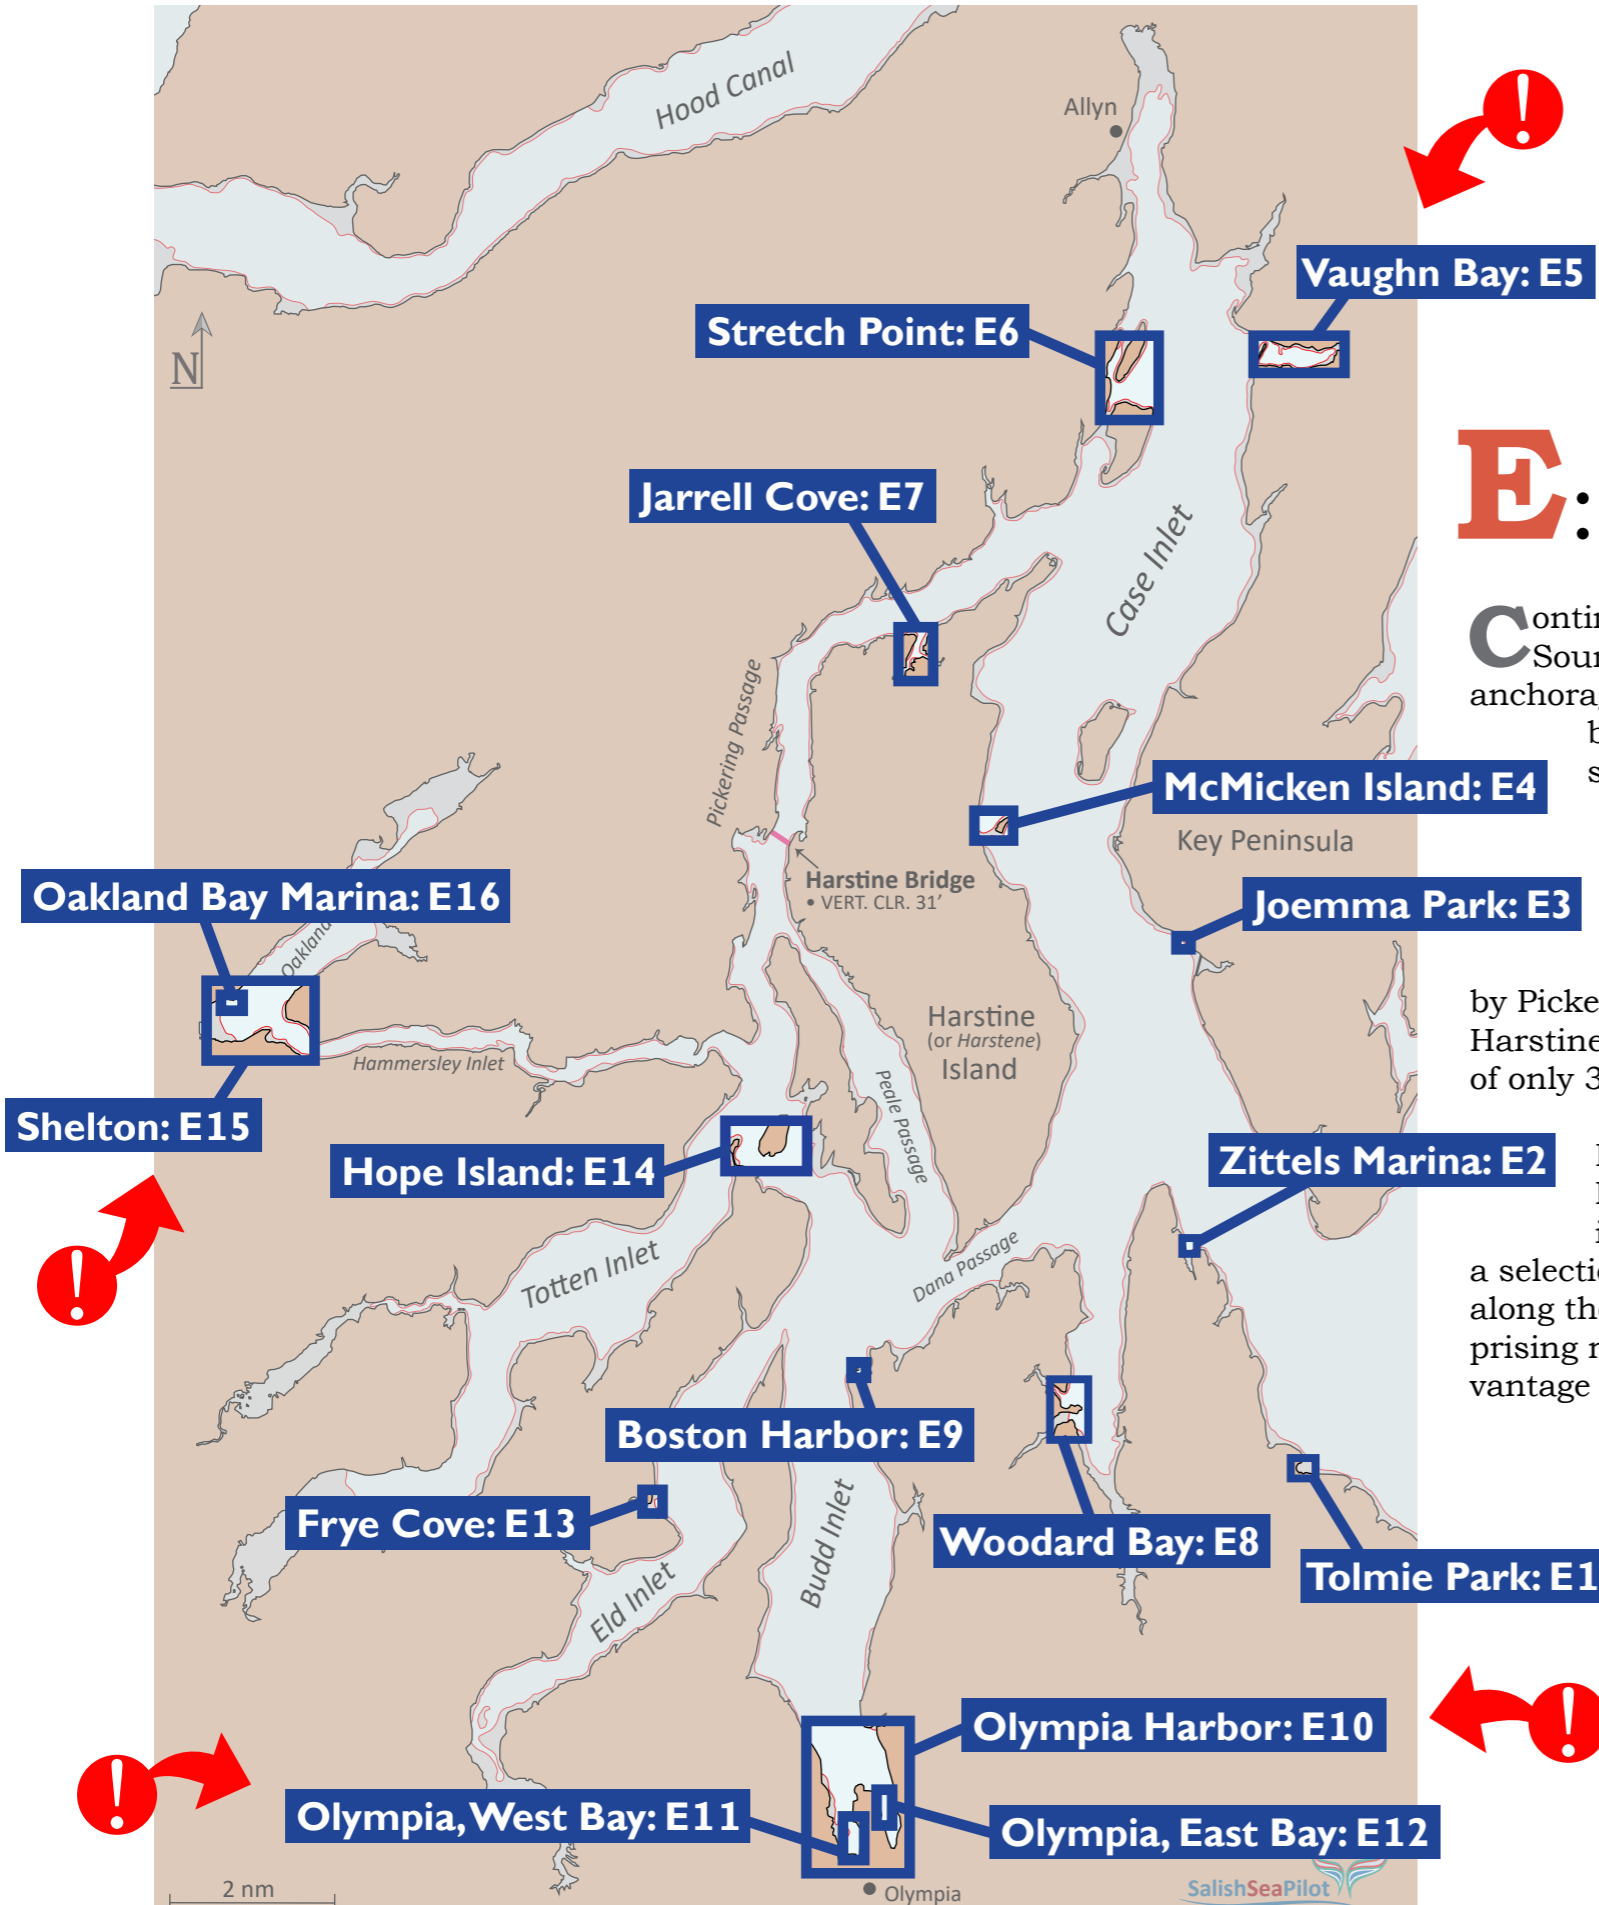 Hood Canal
Allyn
!
Vaughn Bay: E5
Stretch Point: E6
N
E:
Jarrell Cove: E7
Case Inlet
Pickering Passage
anchora
McMicken Island: E4
Key Peninsula
Harstine Bridge
• VERT. CLR. 31'
Oakland Bay Marina: E16
Joemma Park: E3
Oakland
by Picke
Harstine
(or Harstene)
Island
Harstine
of only 3
Hammersley Inlet
Peale Passage
Shelton: E15
Hope Island: E14
Zittels Marina: E2
!
Totten Inlet
Dana Passage
a selectio
along the
prising
vantage
Boston Harbor: E9
Frye Cove: E13
Budd Inlet
Woodard Bay: E8
Tolmie Park: E1
Eld Inlet
!
Olympia Harbor: E10
!
Olympia, West Bay: E11
Olympia, East Bay: E12
2 nm
Olympia
SalishSeaPilot